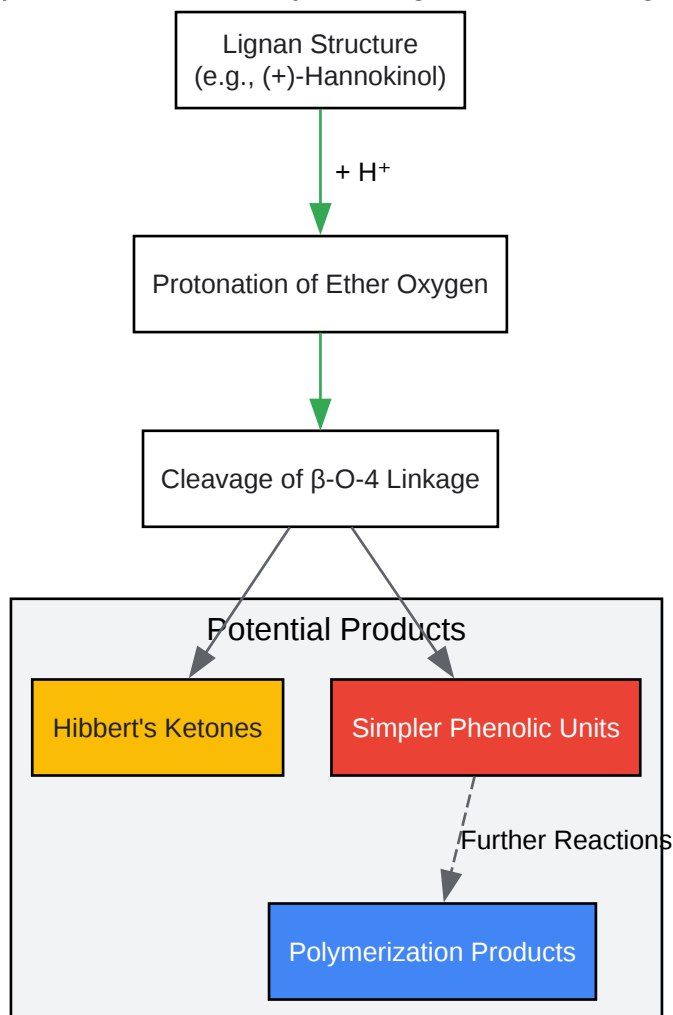 Lignan Structure
(e.g., (+)-Hannokinol)
+ H⁺
Protonation of Ether Oxygen
Cleavage of β-O-4 Linkage
Potential Products
Hibbert's Ketones
Simpler Phenolic Units
Further Reactions
Polymerization Products